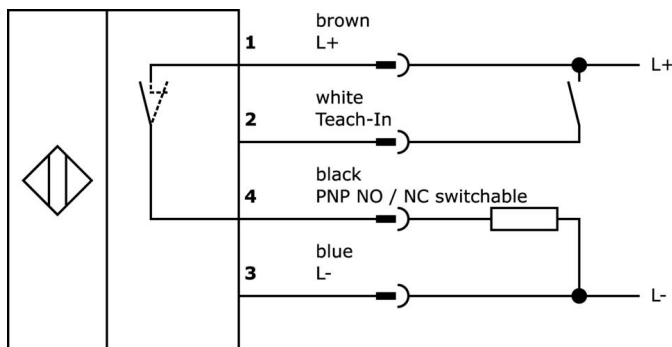 brown
1 L+
L+
white
2 Teach-In
black
4 PNP NO / NC switchable
blue
3 L-
L-